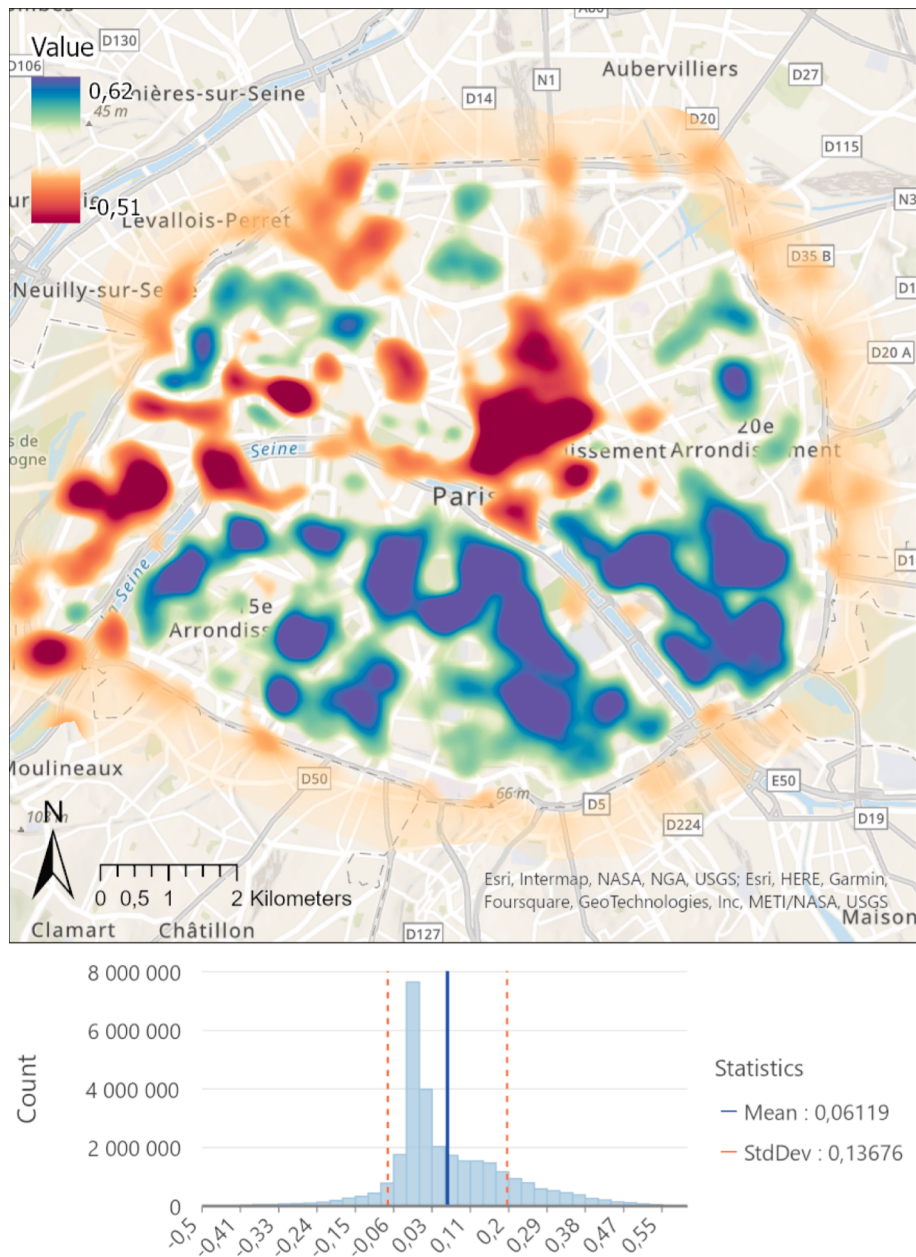 D130
D106
Value
0,62
45 m
nières-sur-Seine
N1
Aubervilliers
D27
D14
D20
D115
-0,51
Levallois-Perret
N3
D35 B
Neuilly-sur-Se
D1
D20 A
20e
s de
ogne
Seine
issement
Arrondissement
Paris
D1
Seine
5e
Arrondiss
Moulineaux
D50
66 m
E50
D5
D224
D19
N
0 0,5 1 2 Kilometers
Esri, Intermap, NASA, NGA, USGS; Esri, HERE, Garmin,
Foursquare, GeoTechnologies, Inc, METI/NASA, USGS
Maison
Clamart
Châtillon
D127
8 000 000
6 000 000
4 000 000
2 000 000
0
Count
-0,5
-0,41
-0,33
-0,24
-0,15
-0,06
0,03
0,11
0,2
0,29
0,38
0,47
0,55
Statistics
Mean : 0,06119
StdDev : 0,13676